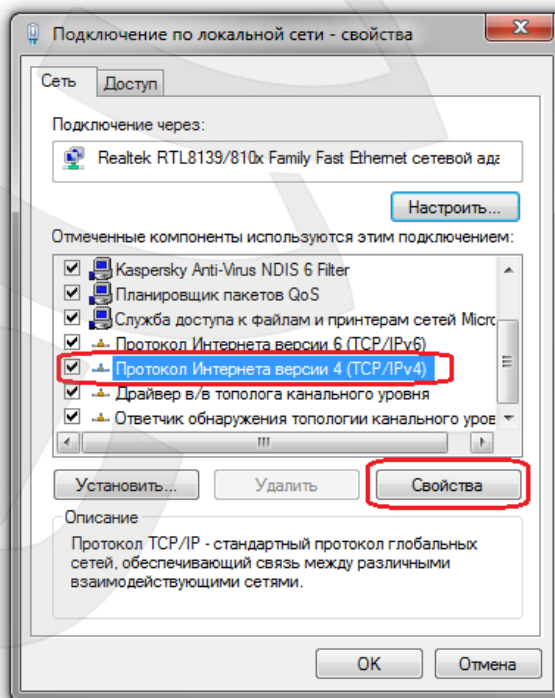 Подключение по локальной сети - свойства
Сеть
Доступ
Подключение через:
Realtek RTL8139/810x Family Fast Ethernet сетевой ада
Настроить...
Отмеченные компоненты используются этим подключением:
Kaspersky Anti-Virus NDIS 6 Filter
Планировщик пакетов QoS
Служба доступа к файлам и принтерам сетей Micro
Протокол Интернета версии 6 (TCP/IPv6)
Протокол Интернета версии 4 (TCP/IPv4)
Драйвер в/в тополога канального уровня
Ответчик обнаружения топологии канального уров
Установить...
Удалить
Свойства
Описание
Протокол TCP/IP - стандартный протокол глобальных
сетей, обеспечивающий связь между различными
взаимодействующими сетями.
OK
Отмена